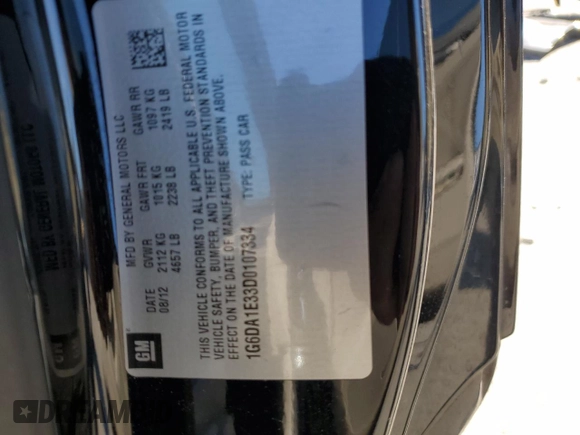 MFD BY GENERAL MOTORS LLC
DATE GVWR GAWR FRT GAWR RR
08/12 2112 KG 1015 KG 1097 KG
4657 LB 2238 LB 2419 LB
THIS VEHICLE CONFORMS TO ALL APPLICABLE U.S. FEDERAL MOTOR
VEHICLE SAFETY, BUMPER, AND THEFT PREVENTION STANDARDS IN
EFFECT ON THE DATE OF MANUFACTURE SHOWN ABOVE.
1G6DA1E33D0107334 TYPE: PASS CAR
GM